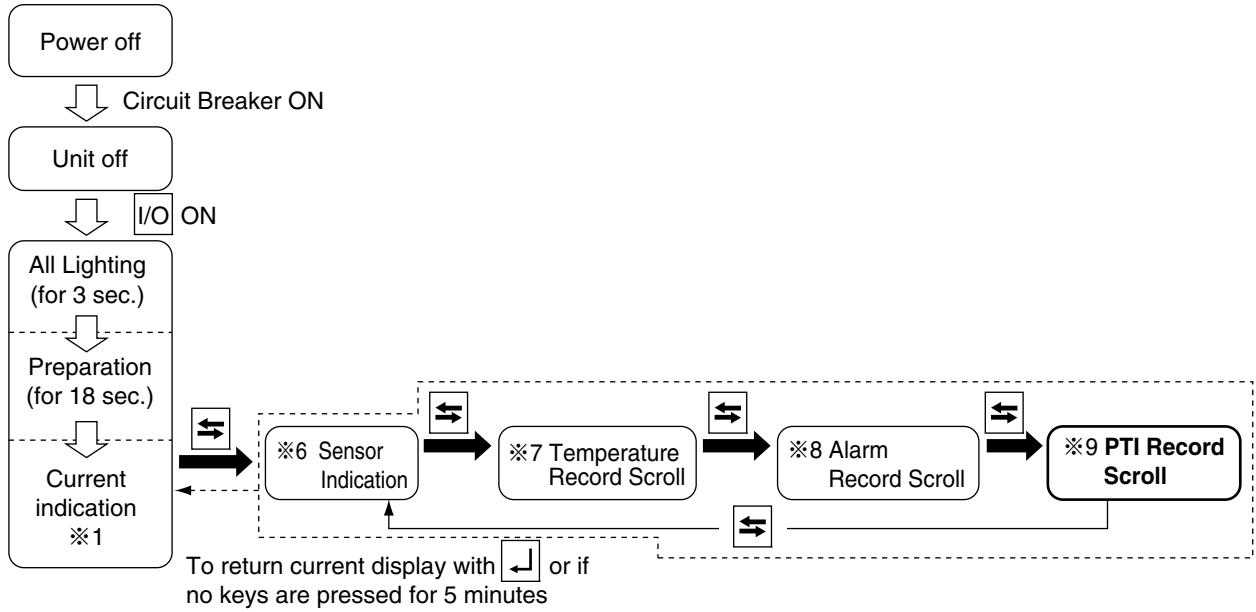 Power off
Circuit Breaker ON
Unit off
I/O ON
All Lighting
(for 3 sec.)
Preparation
(for 18 sec.)
Current
indication
※1
※6 Sensor
Indication
※7 Temperature
Record Scroll
※8 Alarm
Record Scroll
※9 PTI Record
Scroll
To return current display with or if
no keys are pressed for 5 minutes